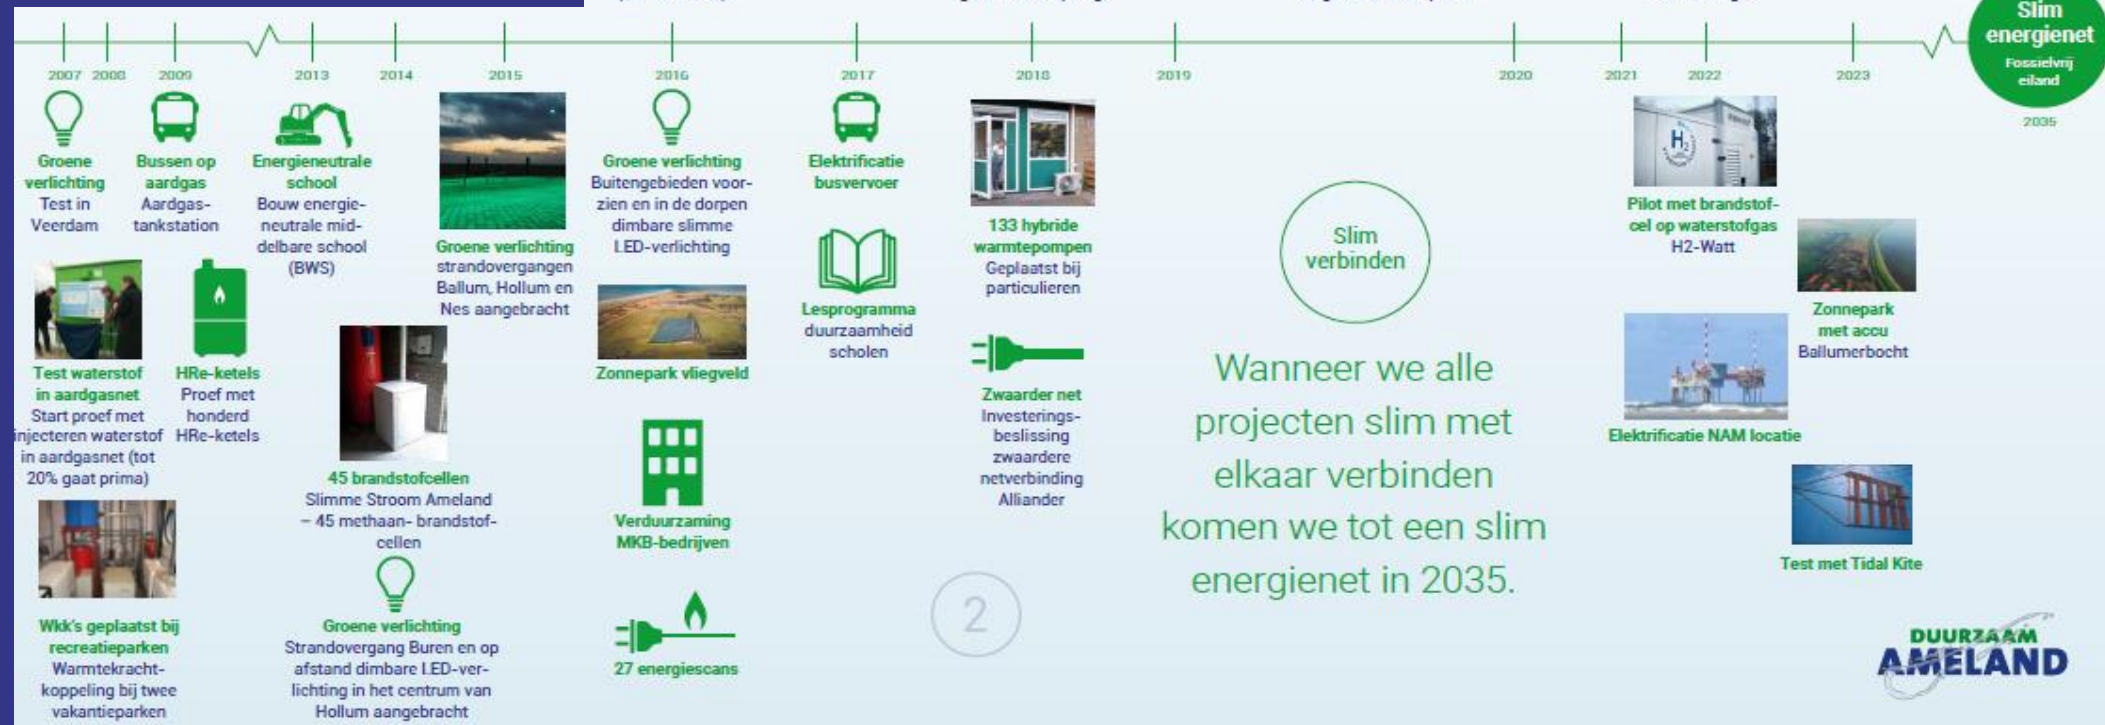 Slim
energienet
Fossielvrij
eiland
2035
2007 2008 2009 2013 2014 2015 2016 2017 2018 2019 2020 2021 2022 2023
Groene
verlichting
Test in
Veerdam
Test waterstof
in aardgasnet
Start proef met
injecteren waterstof
in aardgasnet (tot
20% gaat prima)
Wkk's geplaatst bij
recreatieparken
Warmtekracht-
koppeling bij twee
vakantieparken
Bussen op
aardgas
Aardgas-
tankstation
HRe-ketels
Proef met
honderd
HRe-ketels
Energieneutrale
school
Bouw energie-
neutrale mid-
delbare school
(BWS)
45 brandstofcellen
Slimme Stroom Ameland
– 45 methaan- brandstof-
cellen
Groene verlichting
Strandovergang Buren en op
afstand dimbare LED-ver-
lichting in het centrum van
Hollum aangebracht
Groene verlichting
strandovergangen
Ballum, Hollum en
Nes aangebracht
Groene verlichting
Buitengebieden voor-
zien en in de dorpen
dimbare slimme
LED-verlichting
Zonnepark vliegveld
Verduurzaming
MKB-bedrijven
27 energiescans
Elektrificatie
busvervoer
Lesprogramma
duurzaamheid
scholen
133 hybride
warmtepompen
Geplaatst bij
particulieren
Zwaarder net
Investerings-
beslissing
zwaardere
netverbinding
Alliander
2
Slim
verbinden
Wanneer we alle
projecten slim met
elkaar verbinden
komen we tot een slim
energienet in 2035.
H2
Pilot met brandstof-
cel op waterstofgas
H2-Watt
Elektrificatie NAM locatie
Zonnepark
met accu
Ballumerbocht
Test met Tidal Kite
DUURZAAM
AMELAND